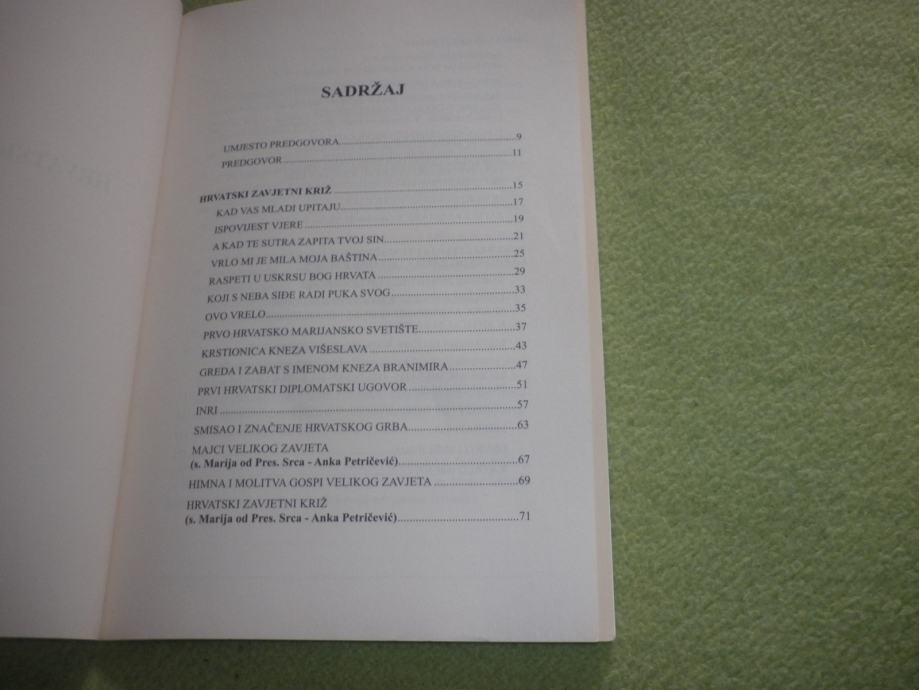 SADRŽAJ
UMJESTO PREDGOVORA....9
PREDGOVOR....11
HRVATSKI ZAVJETNI KRIŽ....15
KAD VAS MLADI UPITAJU....17
ISPOVIJEST VJERE....19
A KAD TE SUTRA ZAPITA TVOJ SIN....21
VRLO MI JE MILA MOJA BAŠTINA....25
RASPETI U USKRSU BOG HRVATA....29
KOJI S NEBA SIĐE RADI PUKA SVOG....33
OVO VRELO....35
PRVO HRVATSKO MARIJANSKO SVETIŠTE....37
KRSTIONICA KNEZA VIŠESLAVA....43
GREDA I ZABAT S IMENOM KNEZA BRANIMIRA....47
PRVI HRVATSKI DIPLOMATSKI UGOVOR....51
INRI....57
SMISAO I ZNAČENJE HRVATSKOG GRBA....63
MAJCI VELIKOG ZAVJETA
(s. Marija od Pres. Srca - Anka Petričević)....67
HIMNA I MOLITVA GOSPI VELIKOG ZAVJETA....69
HRVATSKI ZAVJETNI KRIŽ
(s. Marija od Pres. Srca - Anka Petričević)....71